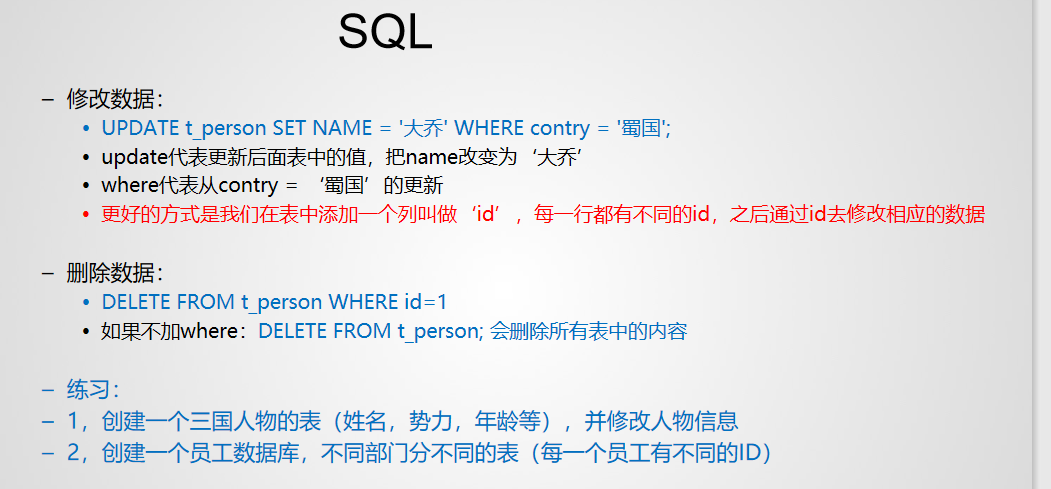 SQL
– 修改数据：
• UPDATE t_person SET NAME = '大乔' WHERE contry = '蜀国';
• update代表更新后面表中的值，把name改变为‘大乔’
• where代表从contry = ‘蜀国’的更新
• 更好的方式是我们在表中添加一个列叫做‘id’，每一行都有不同的id，之后通过id去修改相应的数据
– 删除数据：
• DELETE FROM t_person WHERE id=1
• 如果不加where：DELETE FROM t_person; 会删除所有表中的内容
– 练习：
– 1，创建一个三国人物的表（姓名，势力，年龄等），并修改人物信息
– 2，创建一个员工数据库，不同部门分不同的表（每一个员工有不同的ID）